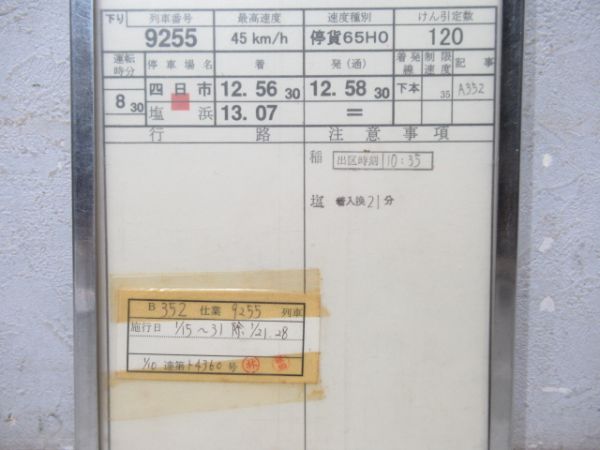 下り 列車番号 最高速度 速度種別 けん引定数
9255 45 km/h 停貨65H0 120
運転時分 停車場名 着 発(通) 着発線 制限速度 記事
8 30 四日市 12.56 30 12.58 30 下本 35 A352
塩浜 13.07 =
行路 注意事項
稲 出区時刻 10:35
塩 着入換21分
B 352 仕業 9255 列車
施行日 1/15~31 除1/21.28
1/10 達第ト4360号